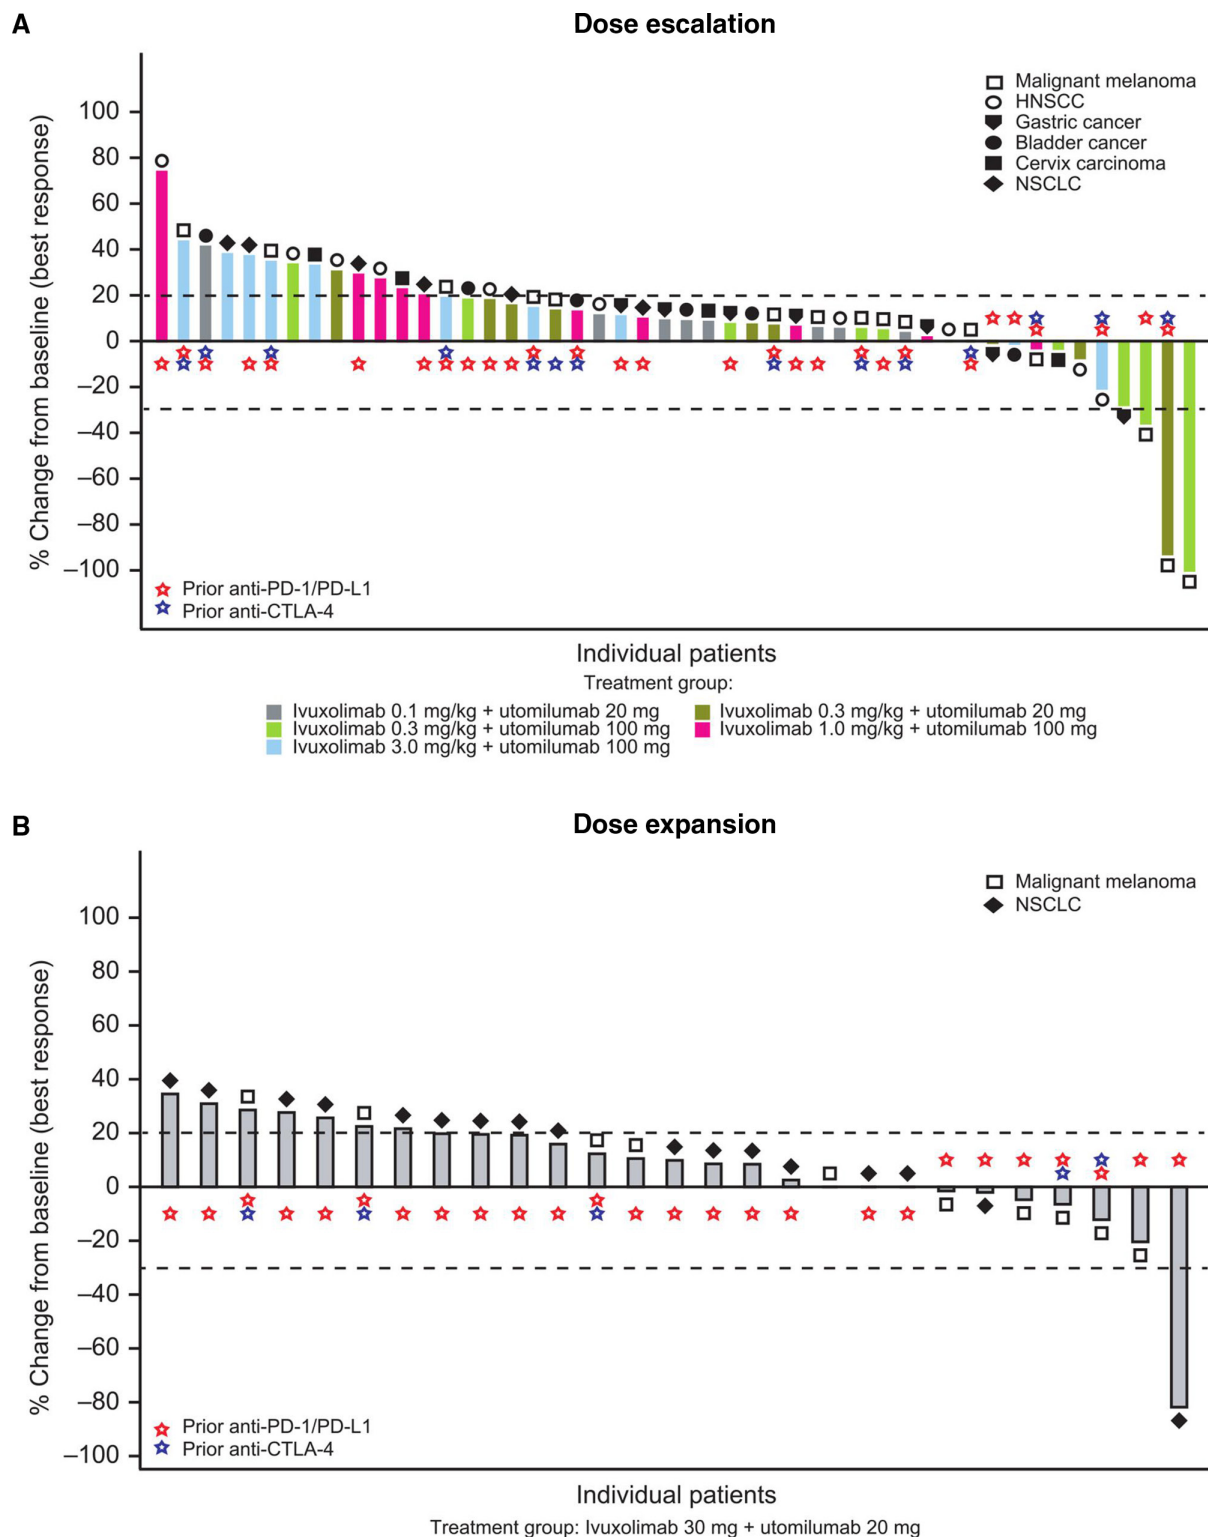 A
Dose escalation
% Change from baseline (best response)
100
80
60
40
20
0
–20
–40
–60
–80
–100
Malignant melanoma
HNSCC
Gastric cancer
Bladder cancer
Cervix carcinoma
NSCLC
Prior anti-PD-1/PD-L1
Prior anti-CTLA-4
Individual patients
Treatment group:
Ivuxolimab 0.1 mg/kg + utomilumab 20 mg
Ivuxolimab 0.3 mg/kg + utomilumab 20 mg
Ivuxolimab 0.3 mg/kg + utomilumab 100 mg
Ivuxolimab 1.0 mg/kg + utomilumab 100 mg
Ivuxolimab 3.0 mg/kg + utomilumab 100 mg
B
Dose expansion
% Change from baseline (best response)
100
80
60
40
20
0
–20
–40
–60
–80
–100
Malignant melanoma
NSCLC
Prior anti-PD-1/PD-L1
Prior anti-CTLA-4
Individual patients
Treatment group: Ivuxolimab 30 mg + utomilumab 20 mg